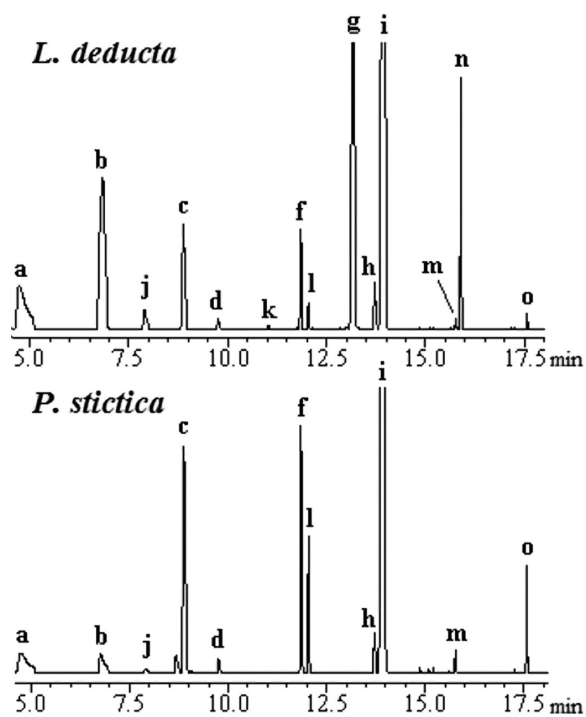 L. deducta
g i n
b
c f
a j d k l h m o
5.0 7.5 10.0 12.5 15.0 17.5 min
P. stictica
i
c f
l o
a b j d h m
5.0 7.5 10.0 12.5 15.0 17.5 min